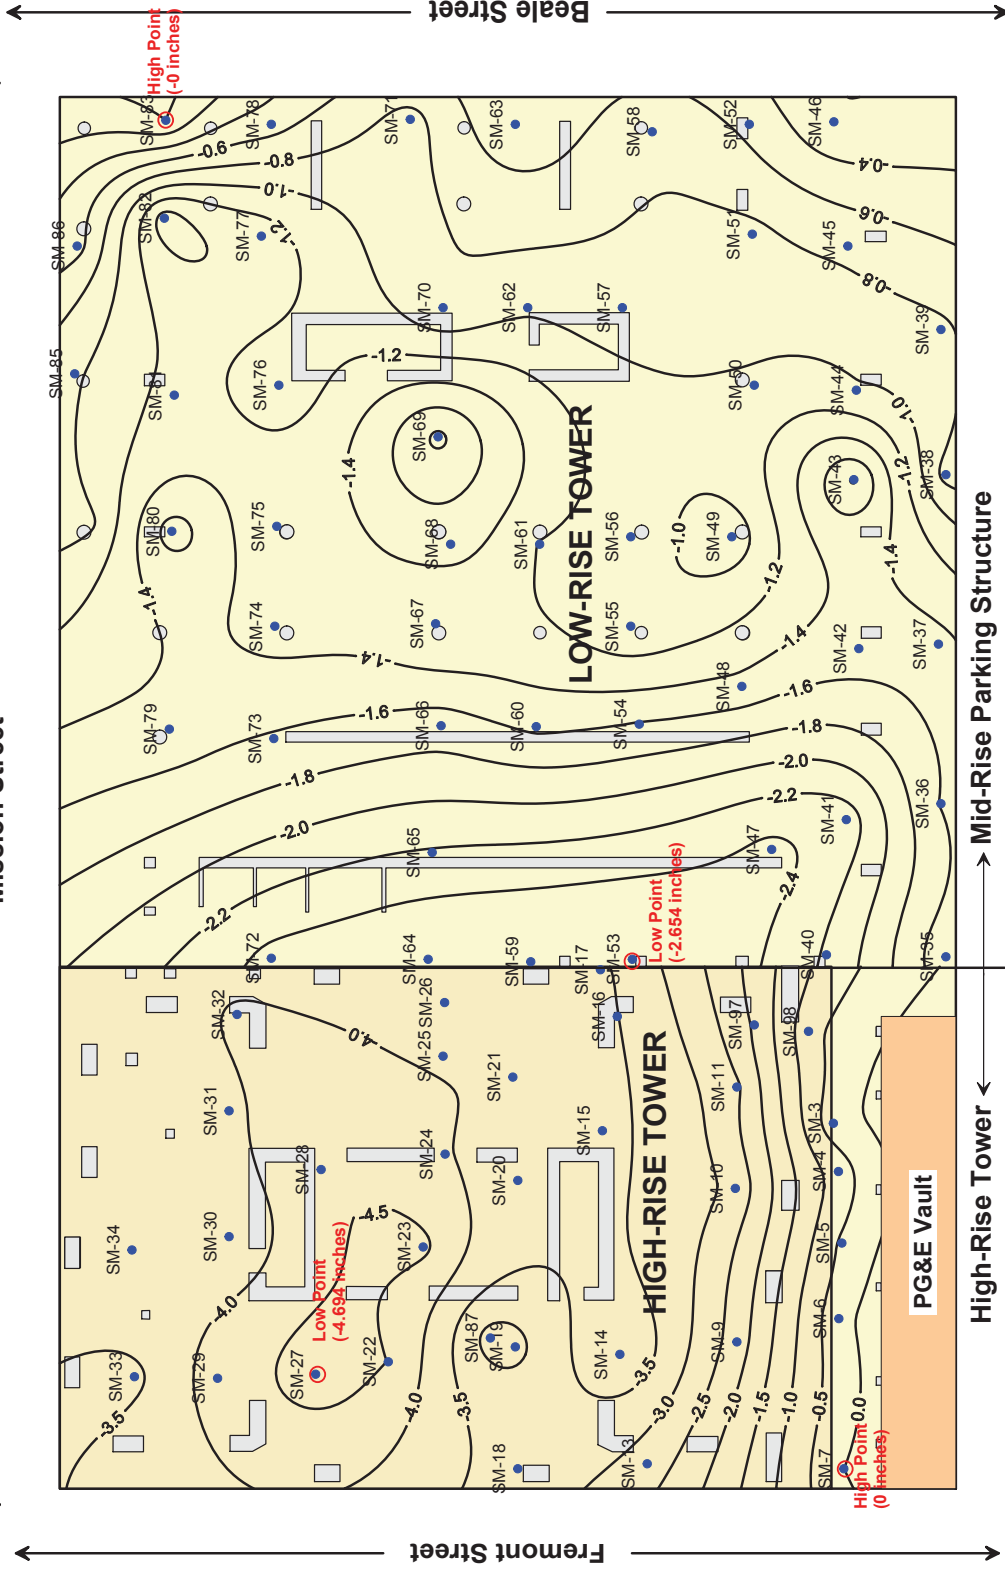 Beale Street
High Point
(-0 inches)
SM-83
SM-78
SM-71
SM-63
SM-58
SM-52
SM-46
-0.6
-0.8
-1.0
-0.4
-0.6
-0.8
SM-86
SM-82
SM-77
-1.2
SM-51
SM-45
SM-70
SM-62
SM-57
SM-39
SM-85
SM-81
SM-76
-1.2
SM-50
SM-44
-1.0
SM-69
-1.4
LOW-RISE TOWER
SM-43
-1.2
SM-38
SM-80
SM-75
SM-68
SM-61
SM-56
-1.0
SM-49
-1.2
-1.4
-1.4
SM-74
SM-67
SM-55
-1.4
-1.4
SM-42
SM-37
SM-79
SM-73
-1.6
SM-66
SM-60
SM-54
SM-48
-1.6
-1.8
-1.8
-2.0
-2.0
-2.2
SM-41
SM-36
SM-65
SM-47
-2.4
-2.2
Low Point
(-2.654 inches)
SM-72
SM-64
SM-59
SM-17
SM-53
SM-40
SM-35
Mid-Rise Parking Structure
SM-32
-4.0
SM-26
SM-25
SM-16
SM-97
SM-98
SM-31
SM-21
SM-11
SM-15
SM-3
SM-28
SM-24
SM-20
SM-10
SM-4
HIGH-RISE TOWER
SM-34
SM-30
-4.5
SM-23
SM-5
PG&E Vault
High-Rise Tower
-4.0
Low Point
(-4.694 inches)
SM-33
SM-29
SM-27
SM-22
SM-87
SM-19
SM-14
SM-9
SM-6
-3.5
-4.0
-3.5
-3.5
-3.0
-2.5
-2.0
-1.5
-1.0
-0.5
0.0
SM-18
SM-13
SM-7
High Point
(0 inches)
Fremont Street